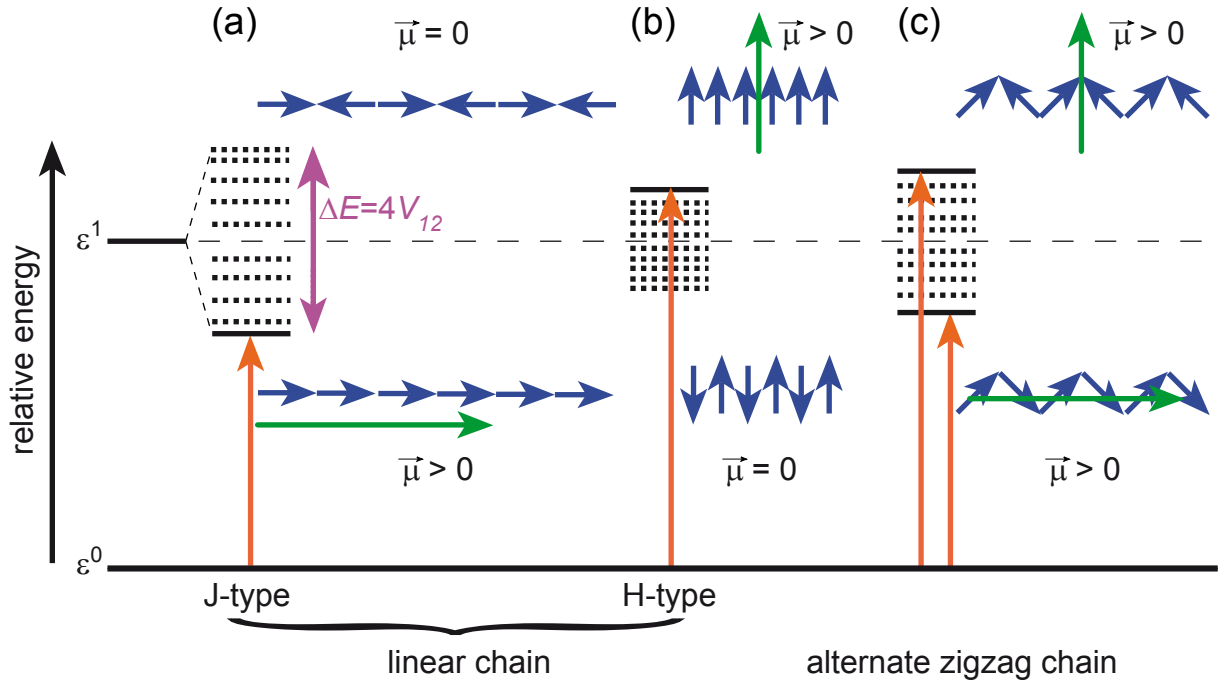 (a)
(b)
(c)
μ⃗ = 0
μ⃗ > 0
μ⃗ > 0
ΔE=4V₁₂
ε¹
relative energy
μ⃗ > 0
μ⃗ = 0
μ⃗ > 0
ε⁰
J-type
H-type
linear chain
alternate zigzag chain